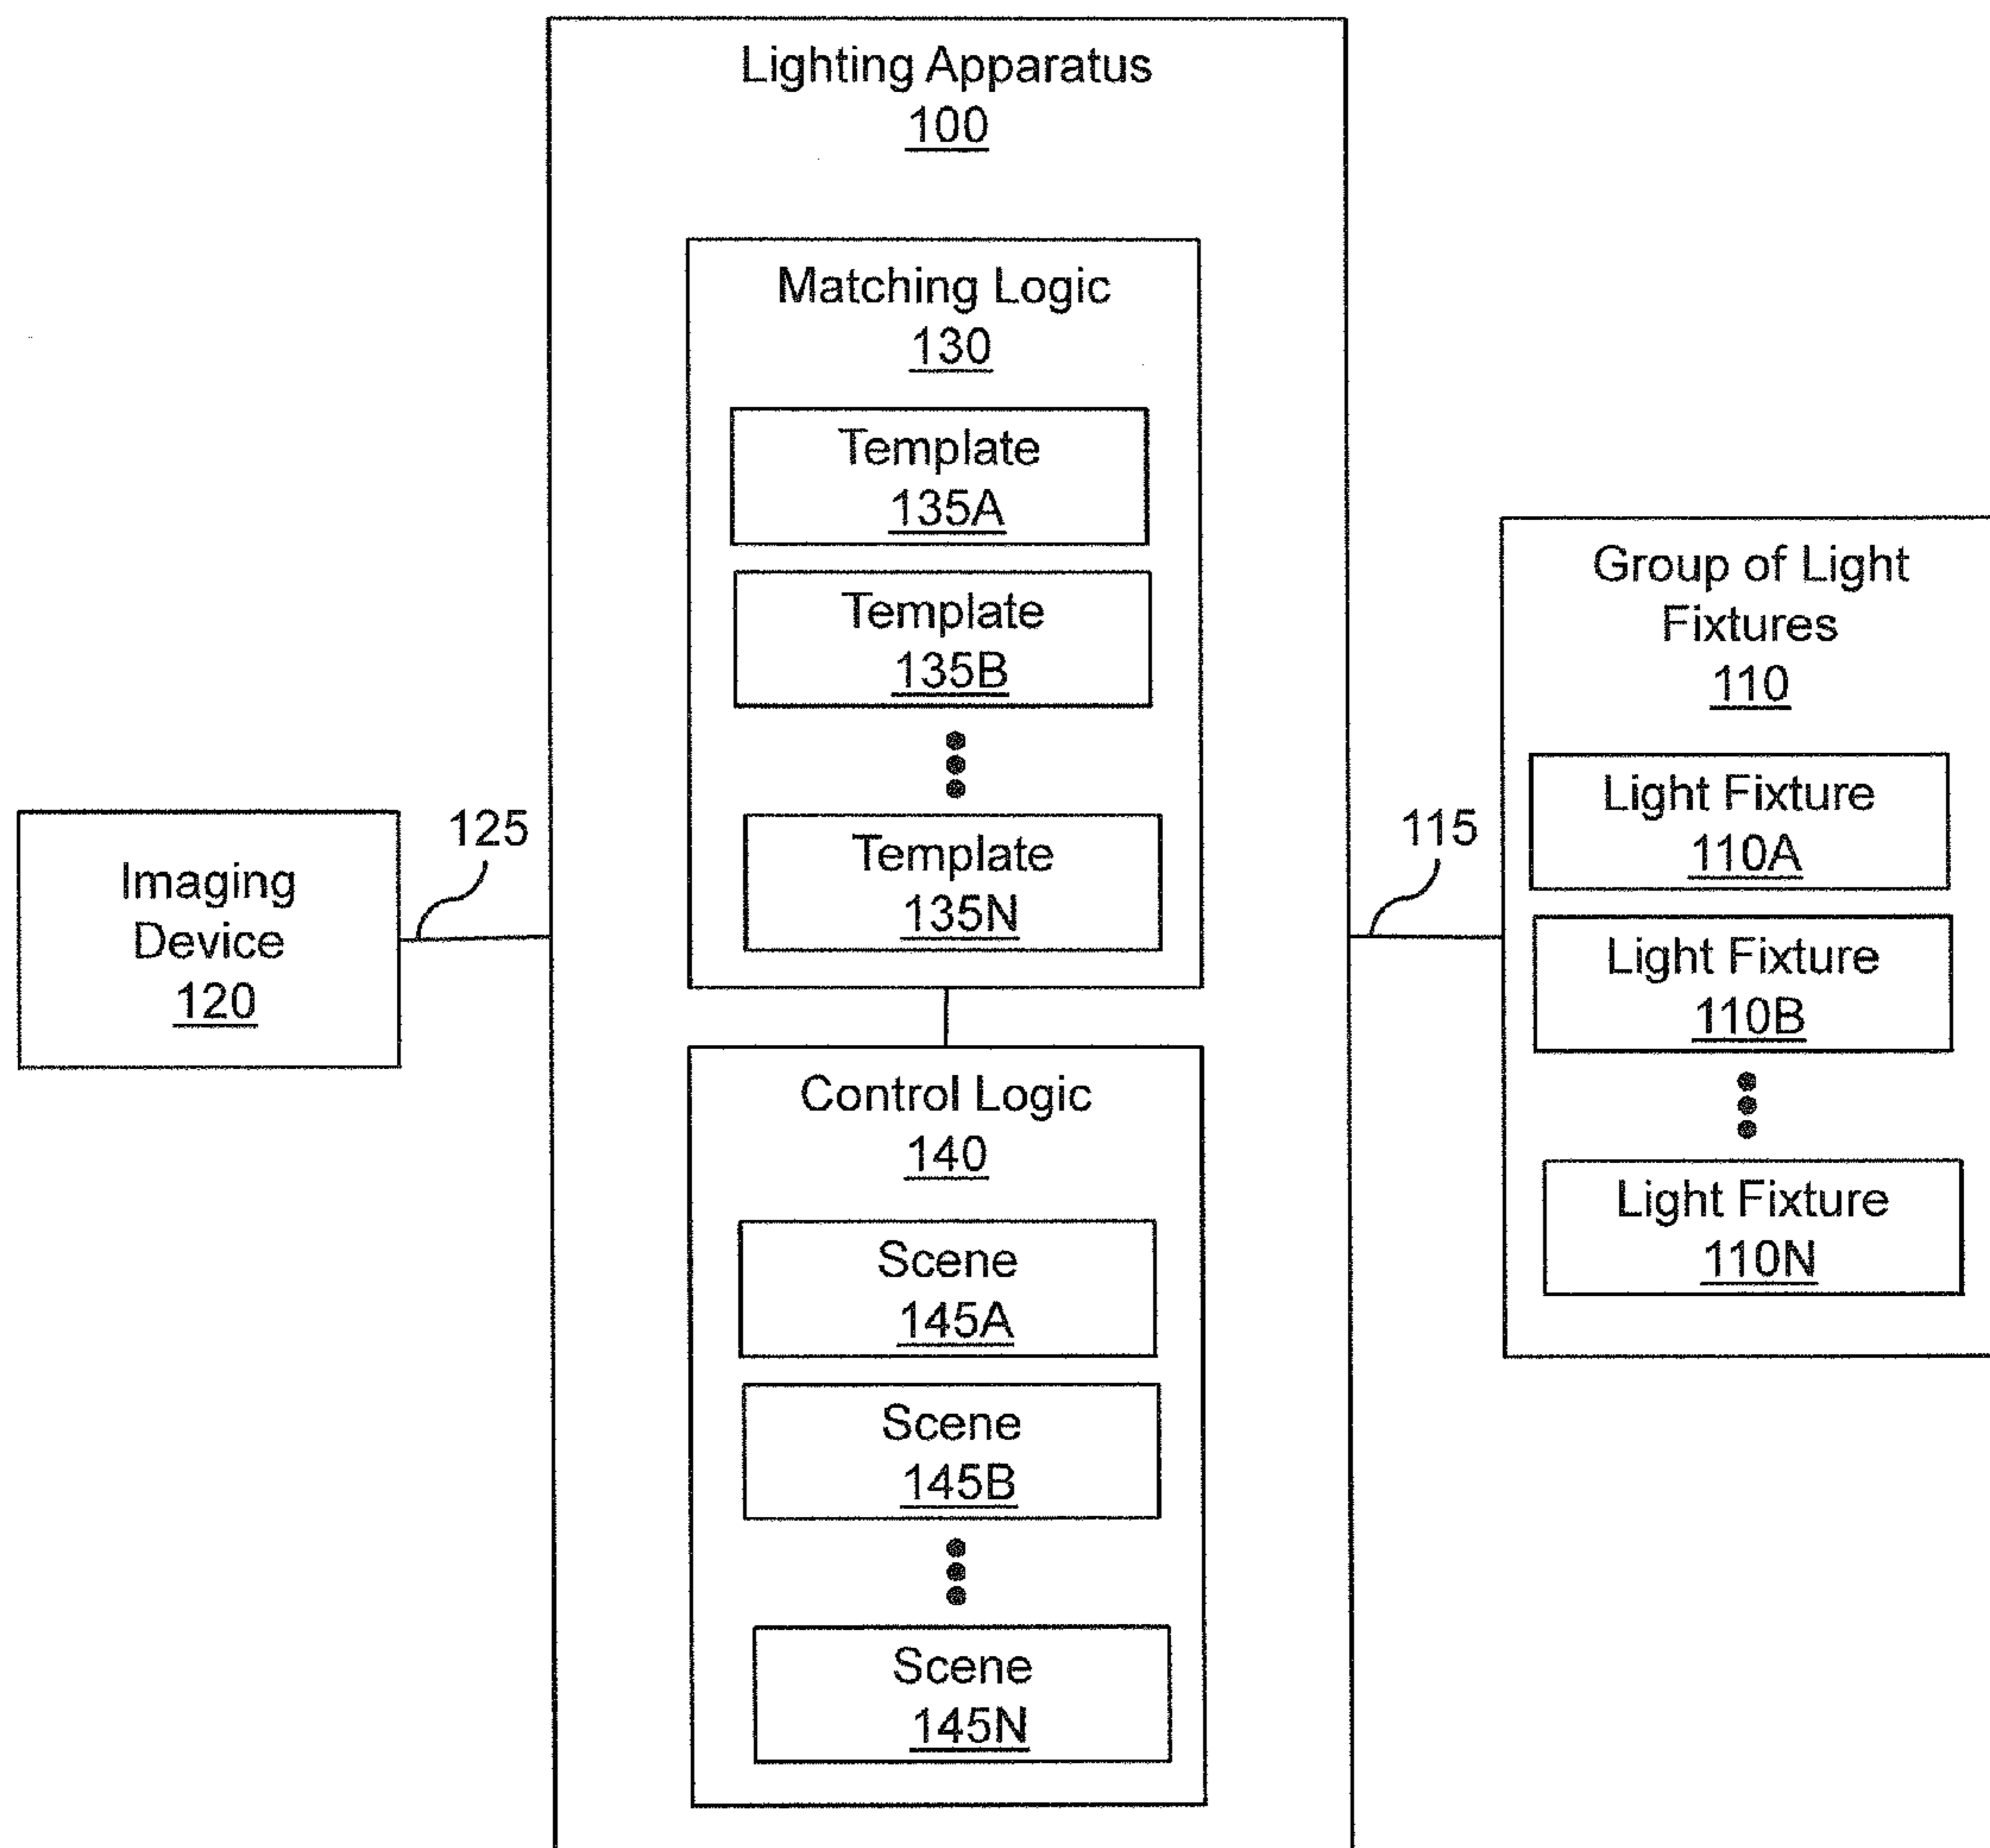 Lighting Apparatus
100
Matching Logic
130
Template
135A
Template
135B
Template
135N
Control Logic
140
Scene
145A
Scene
145B
Scene
145N
Imaging
Device
120
125
115
Group of Light
Fixtures
110
Light Fixture
110A
Light Fixture
110B
Light Fixture
110N